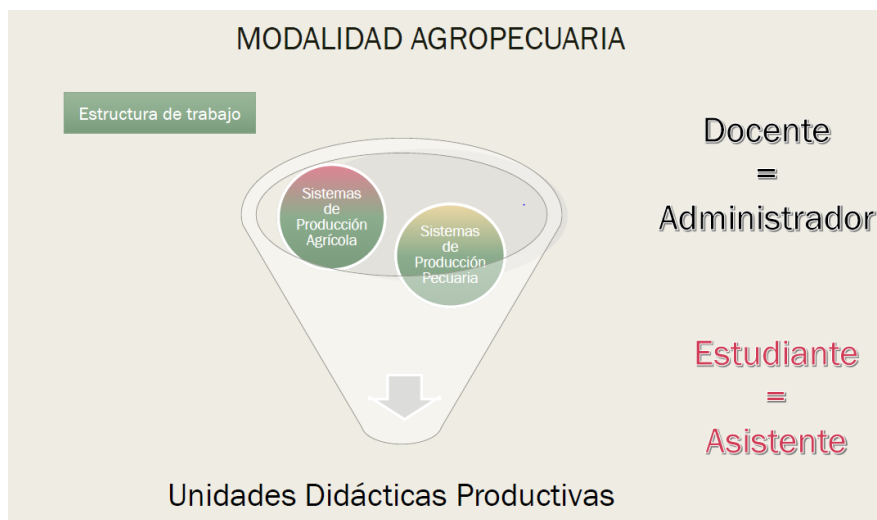 MODALIDAD AGROPECUARIA
Estructura de trabajo
Sistemas
de
Producción
Agrícola
Sistemas
de
Producción
Pecuaria
Docente
=
Administrador
Estudiante
=
Asistente
Unidades Didácticas Productivas